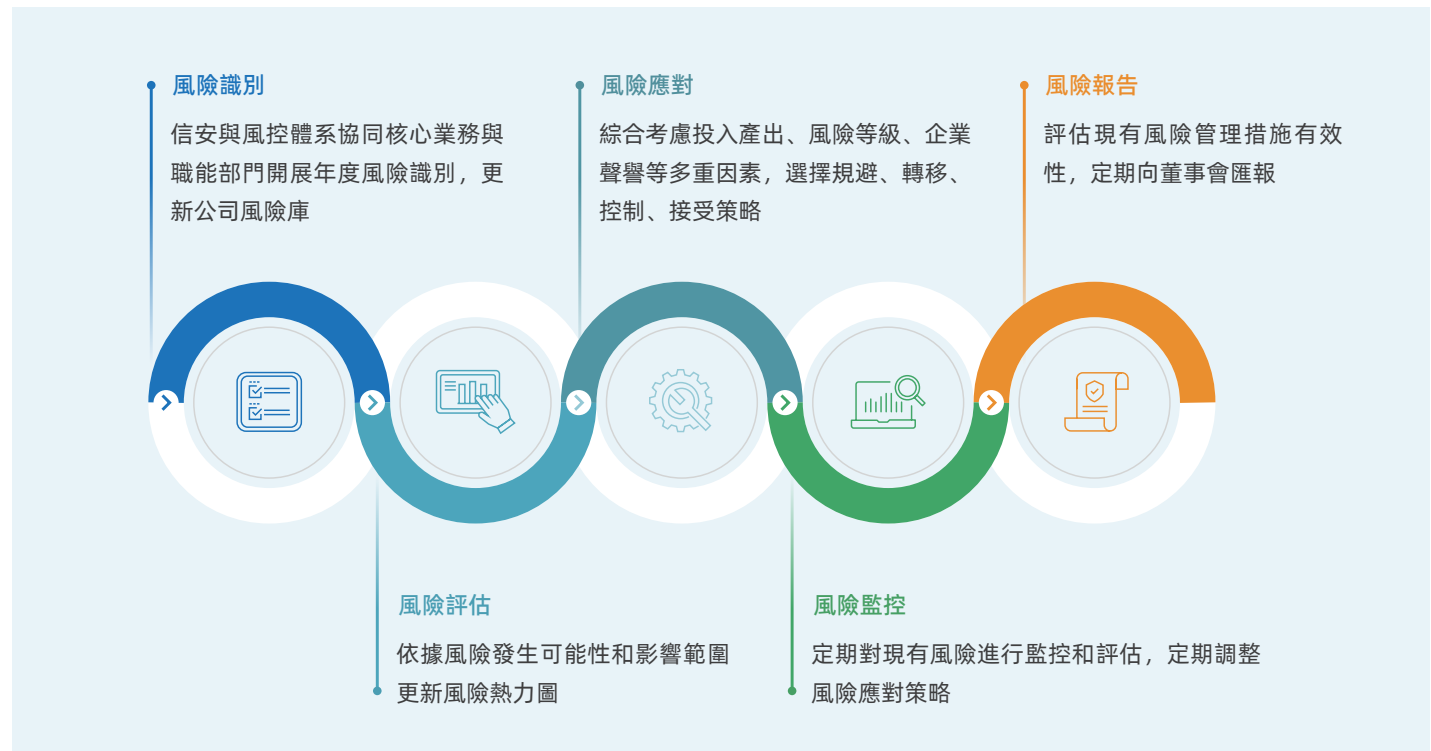 風險識別
信安與風控體系協同核心業務與
職能部門開展年度風險識別，更
新公司風險庫
風險評估
依據風險發生可能性和影響範圍
更新風險熱力圖
風險應對
綜合考慮投入產出、風險等級、企業
聲譽等多重因素，選擇規避、轉移、
控制、接受策略
風險監控
定期對現有風險進行監控和評估，定期調整
風險應對策略
風險報告
評估現有風險管理措施有效
性，定期向董事會匯報